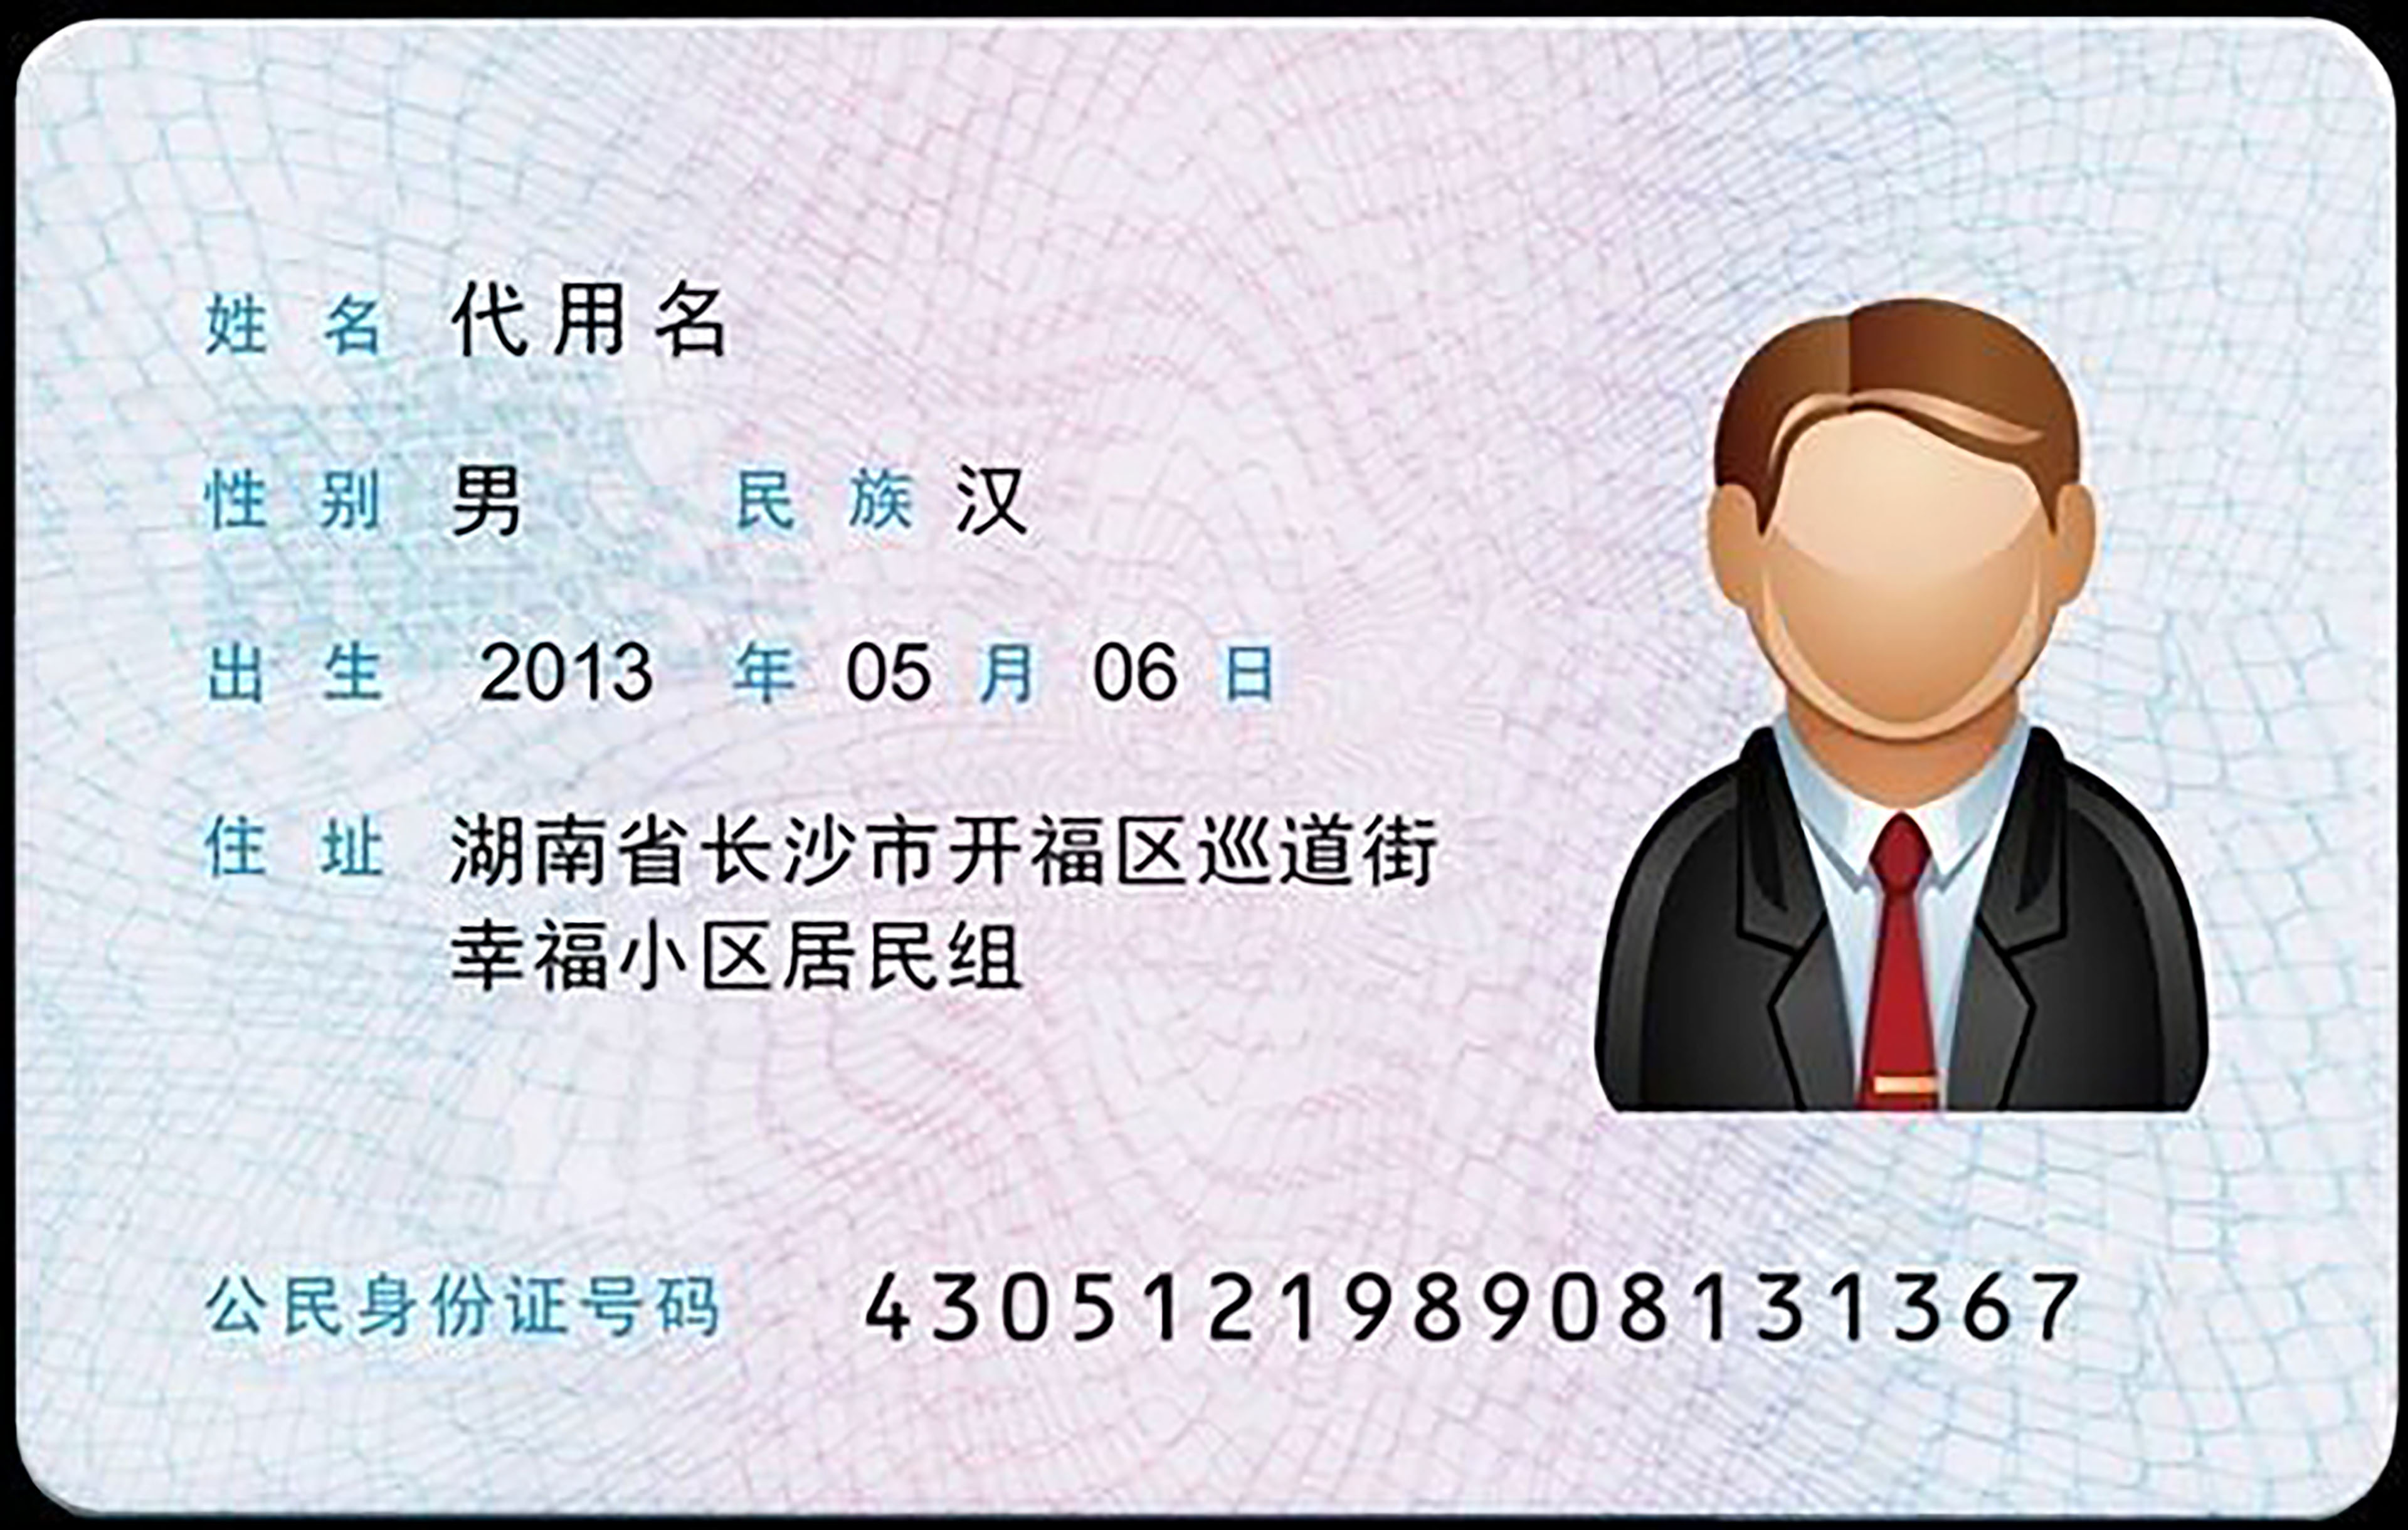 姓名 代用名
性别 男 民族 汉
出生 2013 年 05 月 06 日
住址 湖南省长沙市开福区巡道街
幸福小区居民组
公民身份证号码 430512198908131367